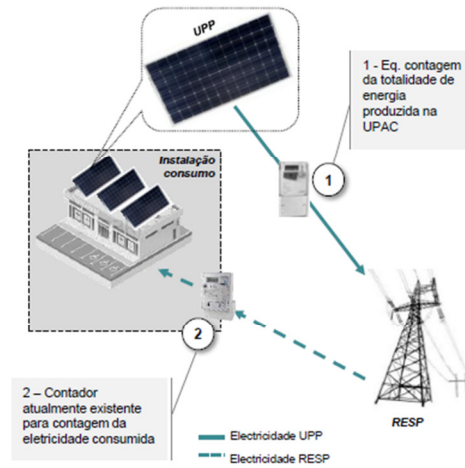 UPP
1 - Eq. contagem
da totalidade de
energia
produzida na
UPAC
Instalação
consumo
1
2
2 – Contador
atualmente existente
para contagem da
eletricidade consumida
RESP
Electricidade UPP
Electricidade RESP